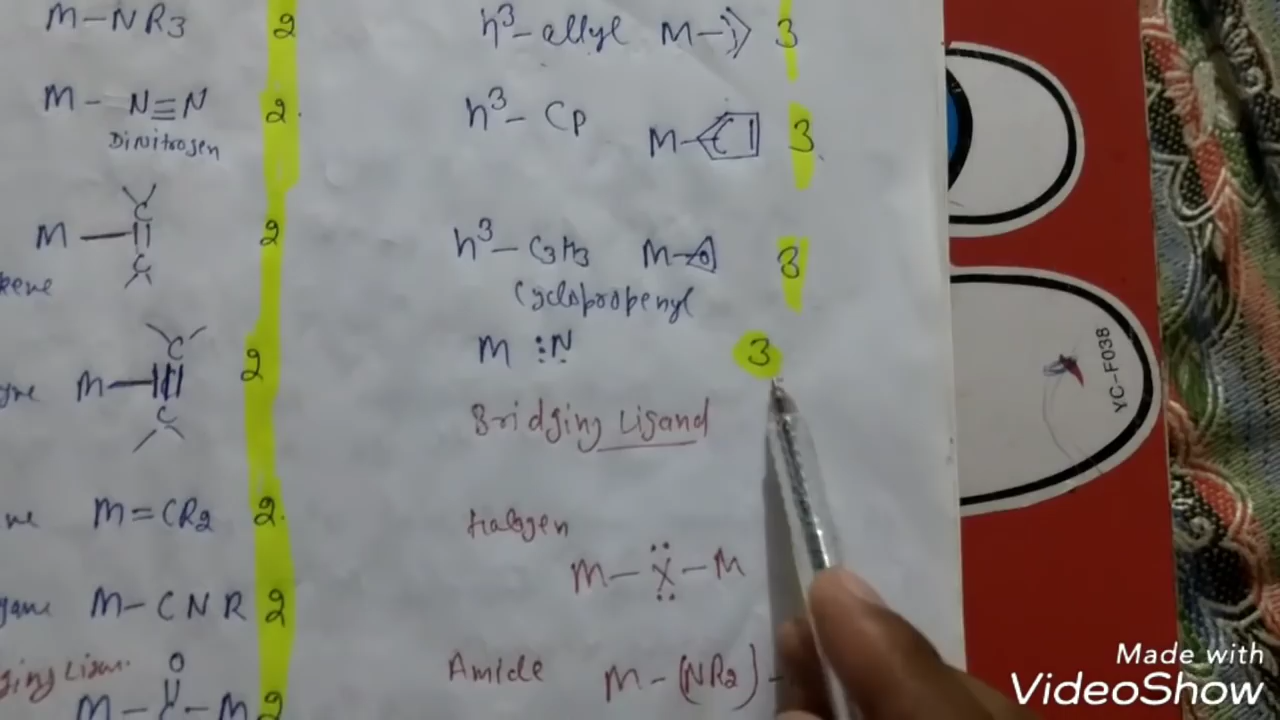 M-NR3 2
M - N≡N 2.
Dinitrogen
C
M — || 2
C
C
M — ||| 2
C
M=CR2 2.
M-CNR 2
O
M - C - M 2
h3-allyl M- 3
h3- Cp M- 3
h3-C3H3 M- 3
Cyclopropenyl
M :N 3
Bridging Ligand
Halogen
M-X-M
Amide M-(NR2)-
YC-F038
Made with
VideoShow